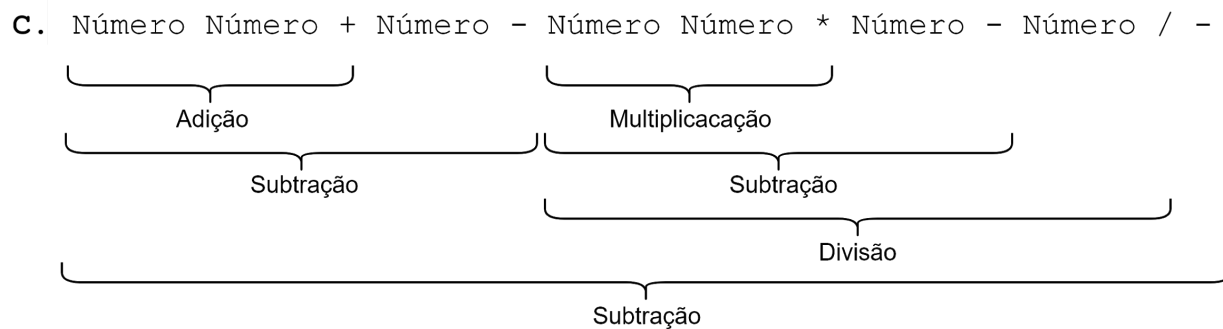 C. Número Número + Número - Número Número * Número - Número / -
Adição Multiplicacação
Subtração Subtração
Divisão
Subtração